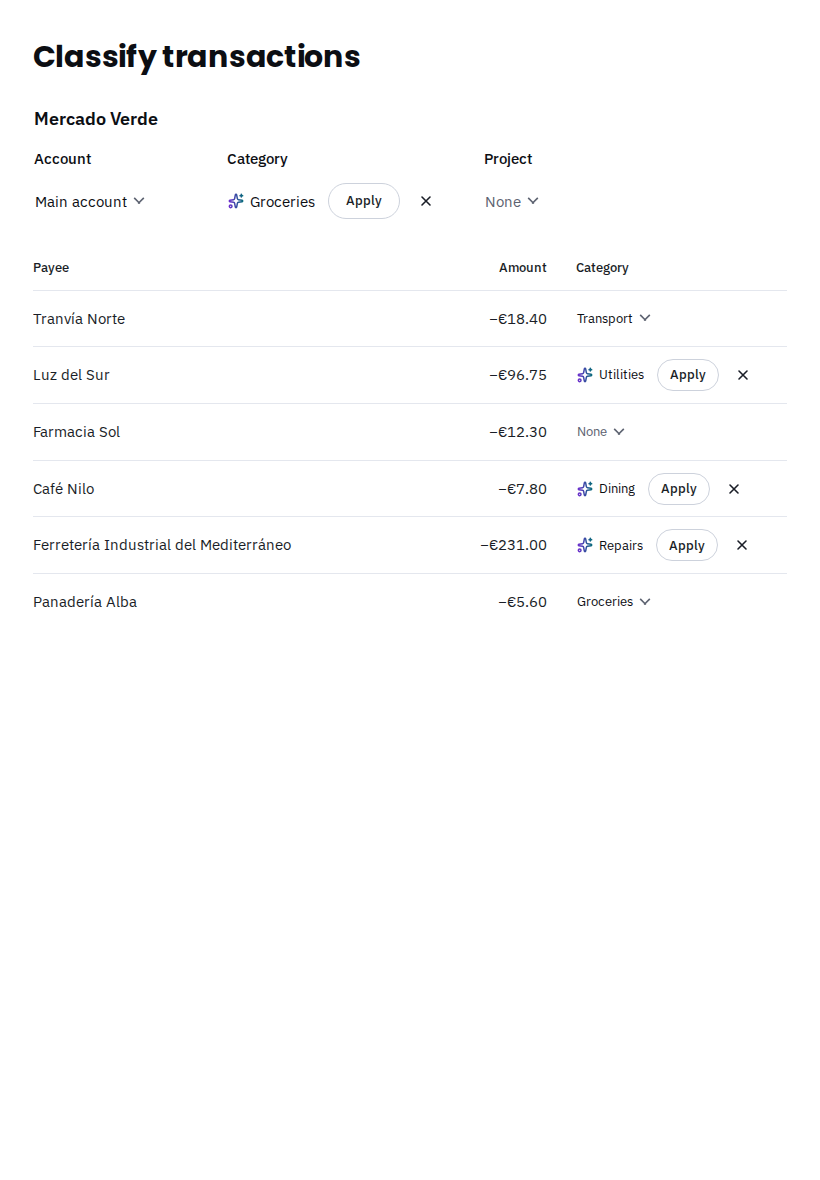 Classify transactions
Mercado Verde
Account Category Project
Main account Groceries Apply None
Payee Amount Category
Tranvía Norte −€18.40 Transport
Luz del Sur −€96.75 Utilities Apply
Farmacia Sol −€12.30 None
Café Nilo −€7.80 Dining Apply
Ferretería Industrial del Mediterráneo −€231.00 Repairs Apply
Panadería Alba −€5.60 Groceries